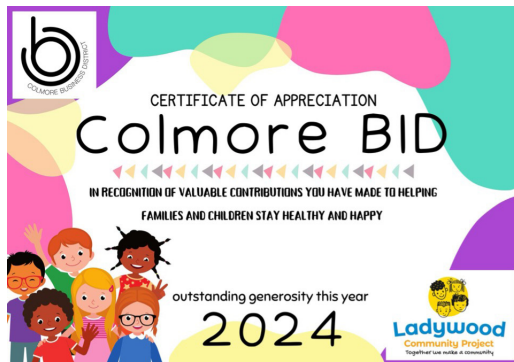 COLMORE BUSINESS DISTRICT
CERTIFICATE OF APPRECIATION
Colmore BID
IN RECOGNITION OF VALUABLE CONTRIBUTIONS YOU HAVE MADE TO HELPING
FAMILIES AND CHILDREN STAY HEALTHY AND HAPPY
outstanding generosity this year
2024
Ladywood
Community Project
Together we make a community